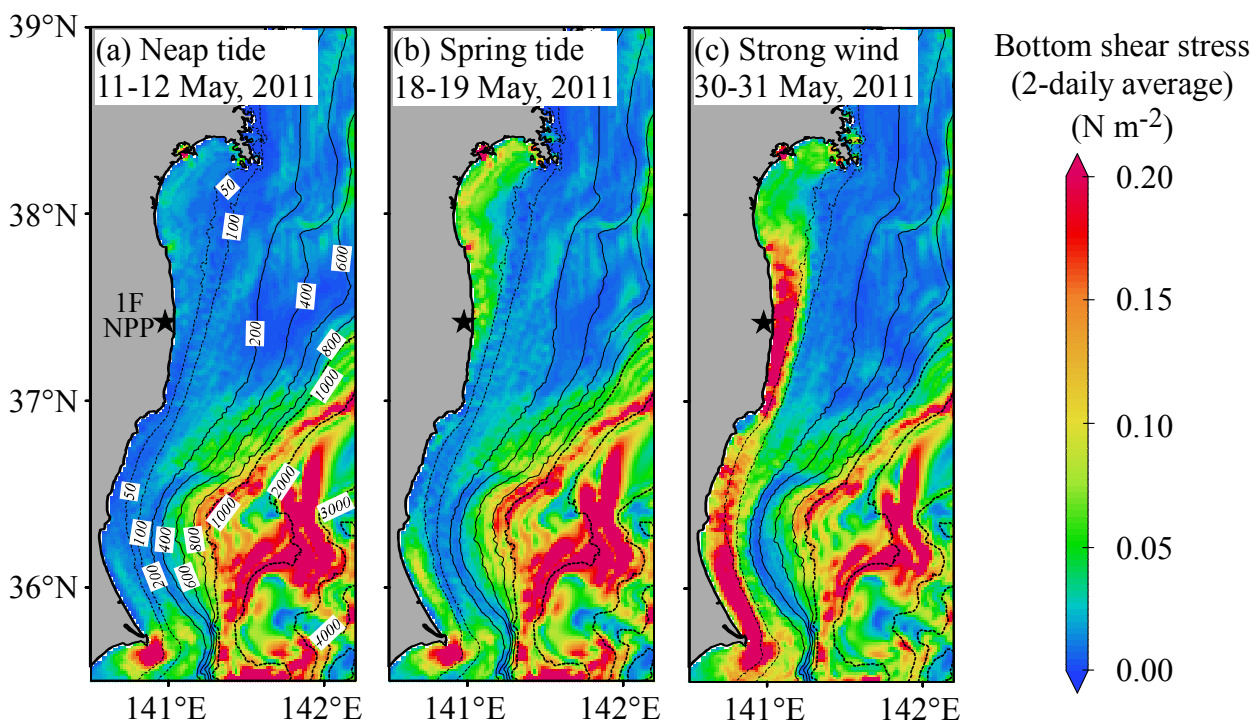 39°N
38°N
37°N
36°N
(a) Neap tide
11-12 May, 2011
(b) Spring tide
18-19 May, 2011
(c) Strong wind
30-31 May, 2011
Bottom shear stress
(2-daily average)
(N m-2)
0.20
0.15
0.10
0.05
0.00
1F
NPP
50
100
600
400
200
800
1000
50
100
200
400
600
800
1000
2000
3000
4000
141°E
142°E
141°E
142°E
141°E
142°E